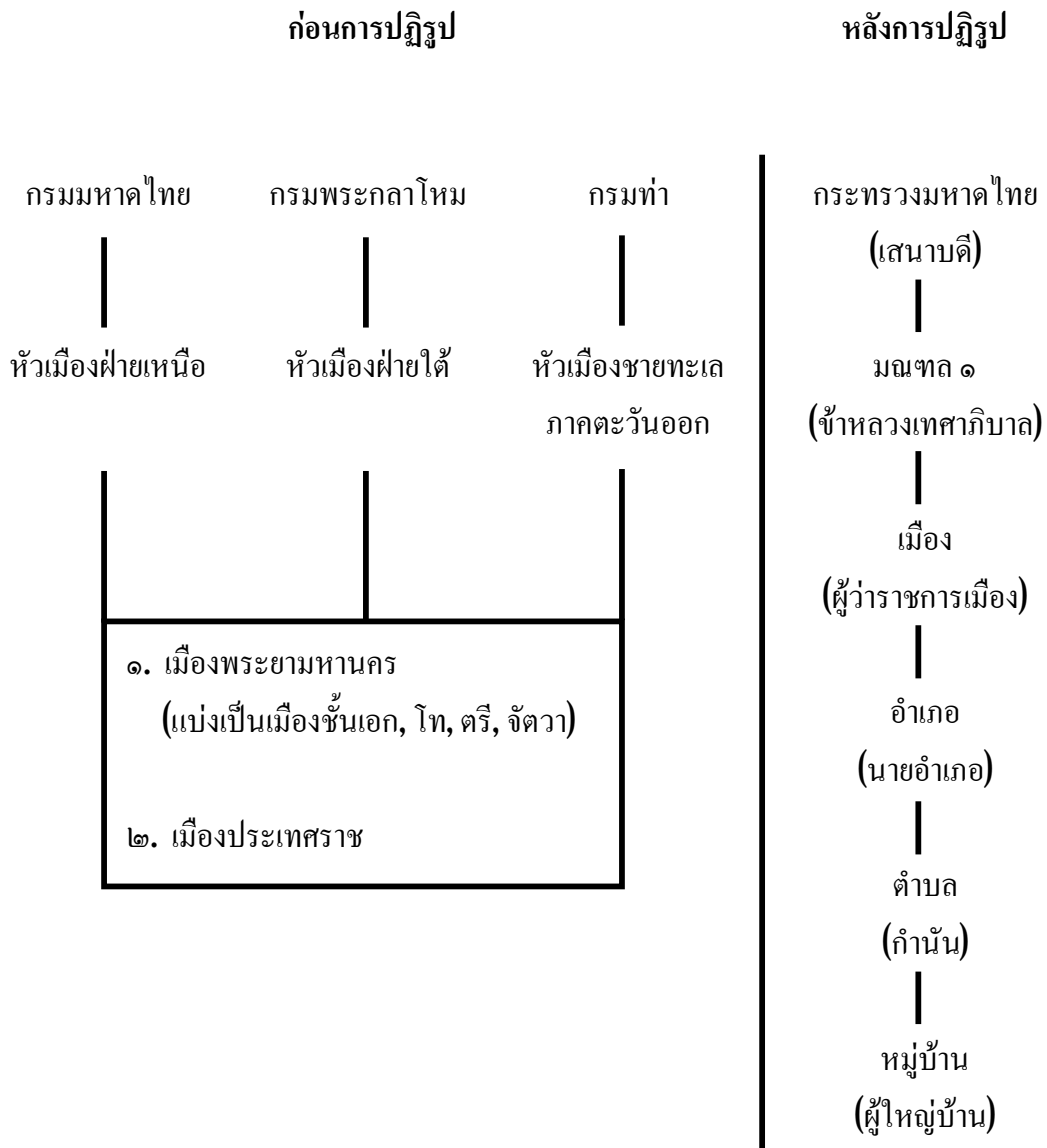 ก่อนการปฏิรูป
หลังการปฏิรูป
กรมมหาดไทย
กรมพระกลาโหม
กรมท่า
หัวเมืองฝ่ายเหนือ
หัวเมืองฝ่ายใต้
หัวเมืองชายทะเล
ภาคตะวันออก
๑. เมืองพระยามหานคร
(แบ่งเป็นเมืองชั้นเอก, โท, ตรี, จัตวา)
๒. เมืองประเทศราช
กระทรวงมหาดไทย
(เสนาบดี)
มณฑล ๑
(ข้าหลวงเทศาภิบาล)
เมือง
(ผู้ว่าราชการเมือง)
อำเภอ
(นายอำเภอ)
ตำบล
(กำนัน)
หมู่บ้าน
(ผู้ใหญ่บ้าน)